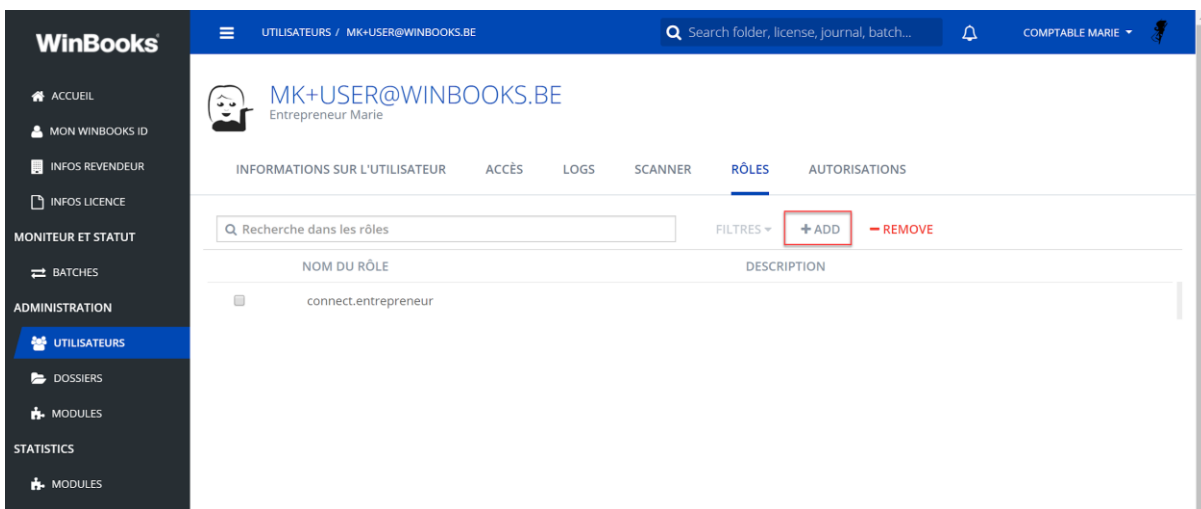 WinBooks
ACCUEIL
MON WINBOOKS ID
INFOS REVENDEUR
INFOS LICENCE
MONITEUR ET STATUT
BATCHES
ADMINISTRATION
UTILISATEURS
DOSSIERS
MODULES
STATISTICS
MODULES
UTILISATEURS / MK+USER@WINBOOKS.BE
Search folder, license, journal, batch...
COMPTABLE MARIE
MK+USER@WINBOOKS.BE
Entrepreneur Marie
INFORMATIONS SUR L'UTILISATEUR ACCÈS LOGS SCANNER RÔLES AUTORISATIONS
Recherche dans les rôles FILTRES + ADD − REMOVE
NOM DU RÔLE DESCRIPTION
connect.entrepreneur